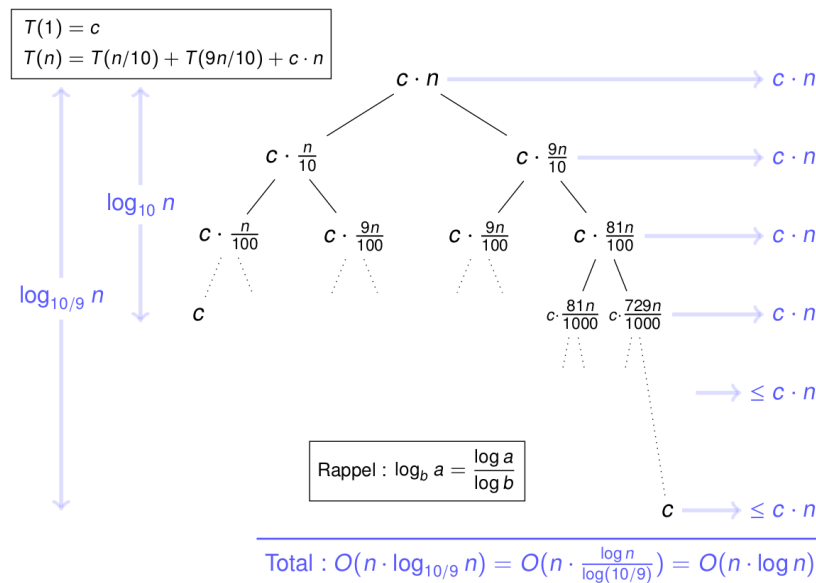 T(1) = c
T(n) = T(n/10) + T(9n/10) + c · n
c · n c · n
c · n/10 c · 9n/10 c · n
log₁₀ n
c · n/100 c · 9n/100 c · 9n/100 c · 81n/100 c · n
log₁₀/₉ n
c c· 81n/1000 c· 729n/1000 c · n
≤ c · n
Rappel : log_b a = log a / log b
c ≤ c · n
Total : O(n · log₁₀/₉ n) = O(n · log n / log(10/9)) = O(n · log n)